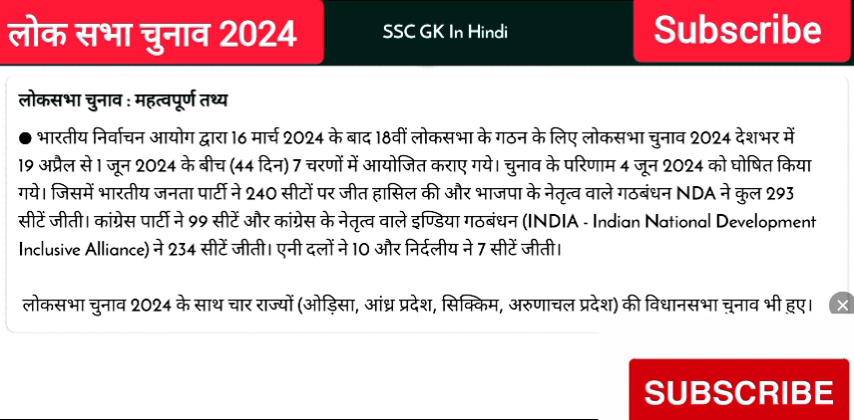 लोक सभा चुनाव 2024
SSC GK In Hindi
Subscribe
लोकसभा चुनाव : महत्वपूर्ण तथ्य
● भारतीय निर्वाचन आयोग द्वारा 16 मार्च 2024 के बाद 18वीं लोकसभा के गठन के लिए लोकसभा चुनाव 2024 देशभर में
19 अप्रैल से 1 जून 2024 के बीच (44 दिन) 7 चरणों में आयोजित कराए गये। चुनाव के परिणाम 4 जून 2024 को घोषित किया
गये। जिसमें भारतीय जनता पार्टी ने 240 सीटों पर जीत हासिल की और भाजपा के नेतृत्व वाले गठबंधन NDA ने कुल 293
सीटें जीती। कांग्रेस पार्टी ने 99 सीटें और कांग्रेस के नेतृत्व वाले इण्डिया गठबंधन (INDIA - Indian National Development
Inclusive Alliance) ने 234 सीटें जीती। एनी दलों ने 10 और निर्दलीय ने 7 सीटें जीती।
लोकसभा चुनाव 2024 के साथ चार राज्यों (ओड़िसा, आंध्र प्रदेश, सिक्किम, अरुणाचल प्रदेश) की विधानसभा चुनाव भी हुए।
SUBSCRIBE